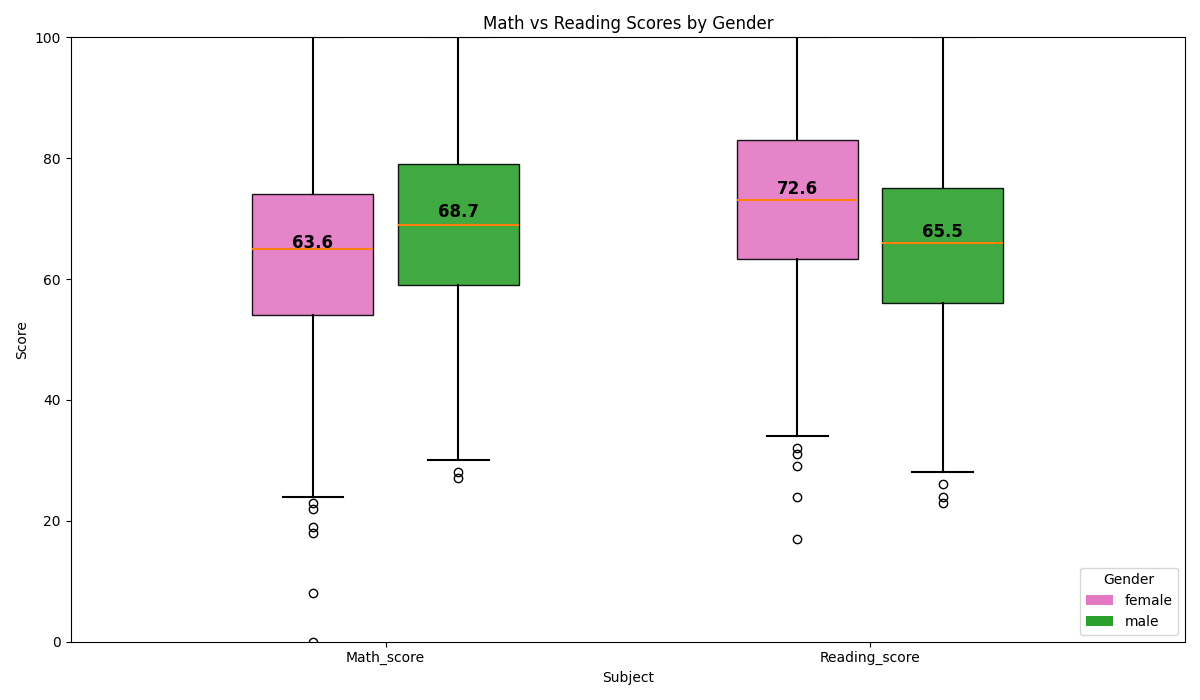 Math vs Reading Scores by Gender
100
80
60
40
20
0
Score
63.6
68.7
72.6
65.5
Math_score
Reading_score
Subject
Gender
female
male